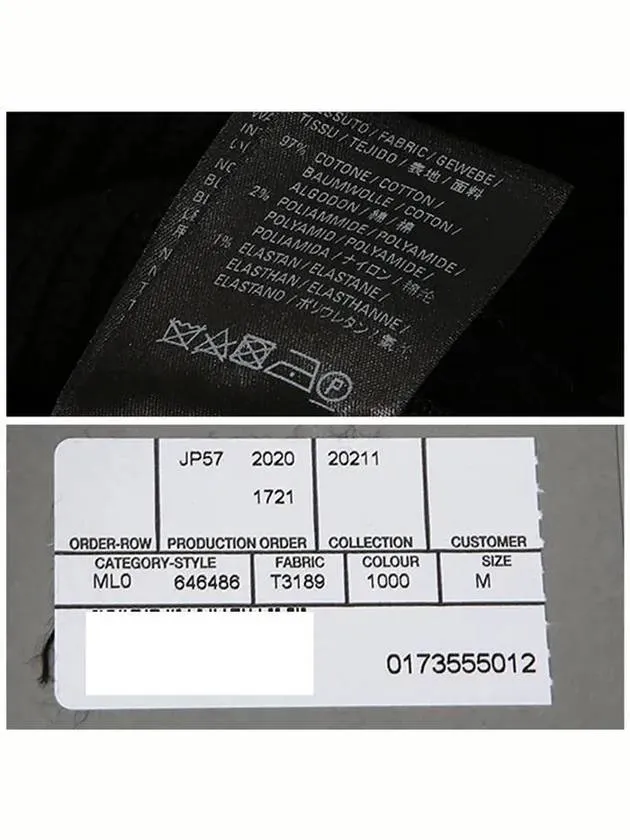 TESSUTO / FABRIC / GEWEBE /
TISSU / TEJIDO / 表地 / 面料
97% COTONE / COTTON /
BAUMWOLLE / COTON /
ALGODON / 綿 / 綿
2% POLIAMMIDE / POLYAMIDE /
POLYAMID / POLYAMIDE /
POLIAMIDA / ナイロン / 锦纶
1% ELASTAN / ELASTANE /
ELASTHAN / ELASTHANNE /
ELASTANO / ポリウレタン /
P
JP57 2020 20211
1721
ORDER-ROW PRODUCTION ORDER COLLECTION CUSTOMER
CATEGORY-STYLE FABRIC COLOUR SIZE
ML0 646486 T3189 1000 M
0173555012